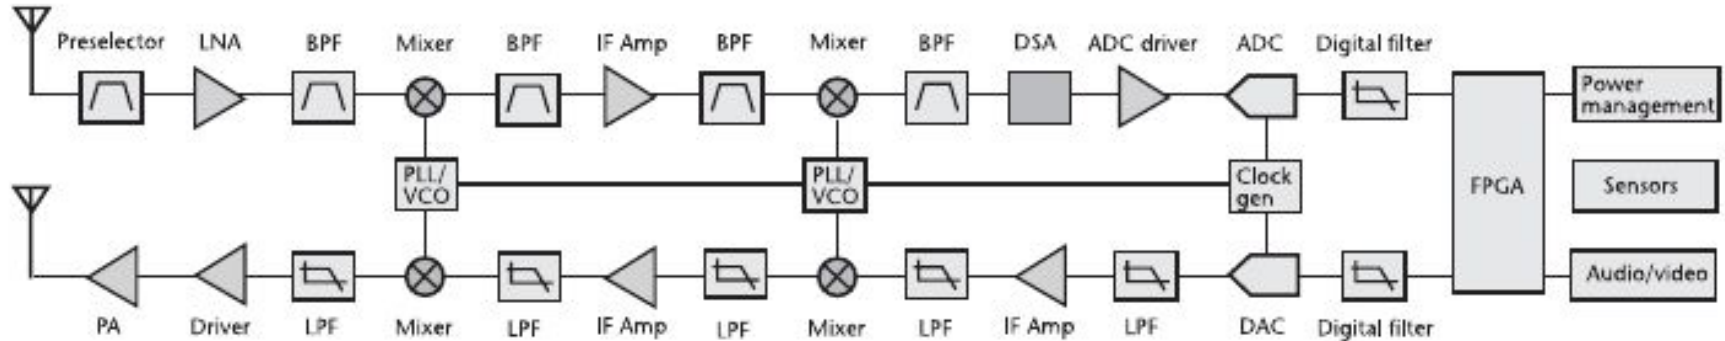 Preselector LNA BPF Mixer BPF IF Amp BPF Mixer BPF DSA ADC driver ADC Digital filter
Power
management
PLL/
VCO
PLL/
VCO
Clock
gen
FPGA
Sensors
Audio/video
PA Driver LPF Mixer LPF IF Amp LPF Mixer LPF IF Amp LPF DAC Digital filter